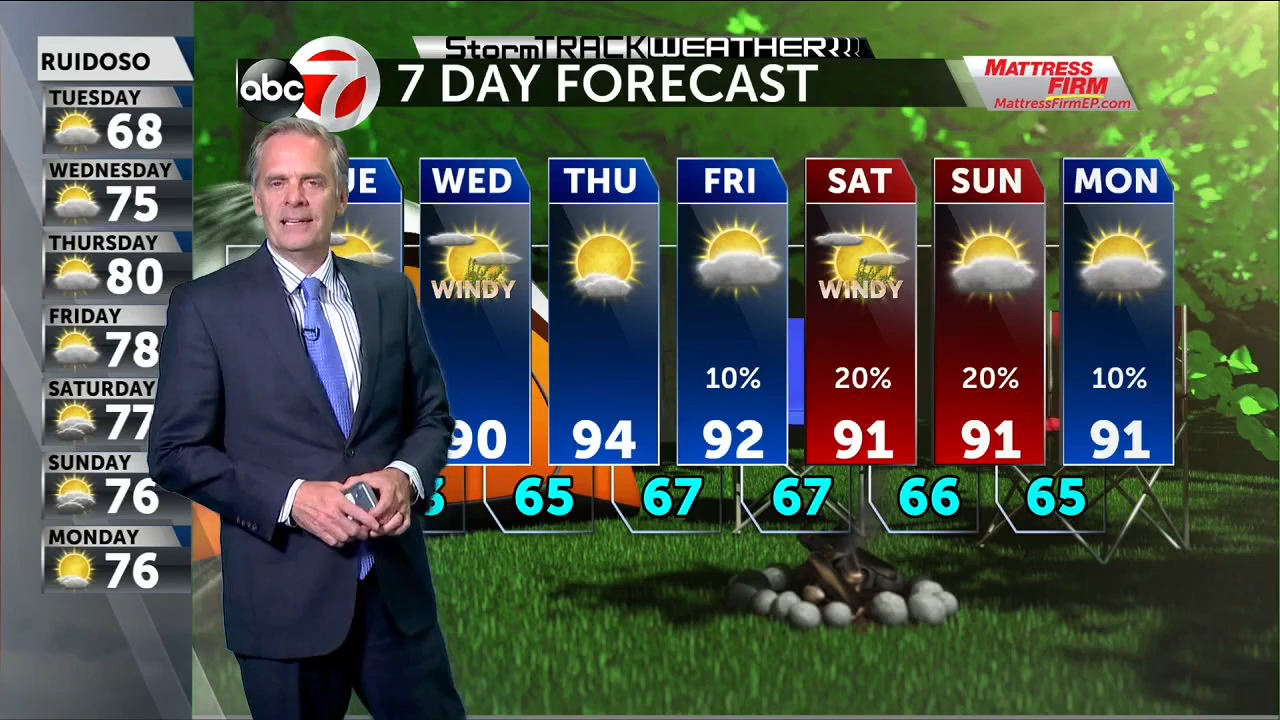 StormTRACKWEATHER
abc 7
7 DAY FORECAST
MATTRESS
FIRM
MattressFirmEP.com
RUIDOSO
TUESDAY
68
WEDNESDAY
75
THURSDAY
80
FRIDAY
78
SATURDAY
77
SUNDAY
76
MONDAY
76
UE WED THU FRI SAT SUN MON
WINDY WINDY
10% 20% 20% 10%
90 94 92 91 91 91
65 67 67 66 65